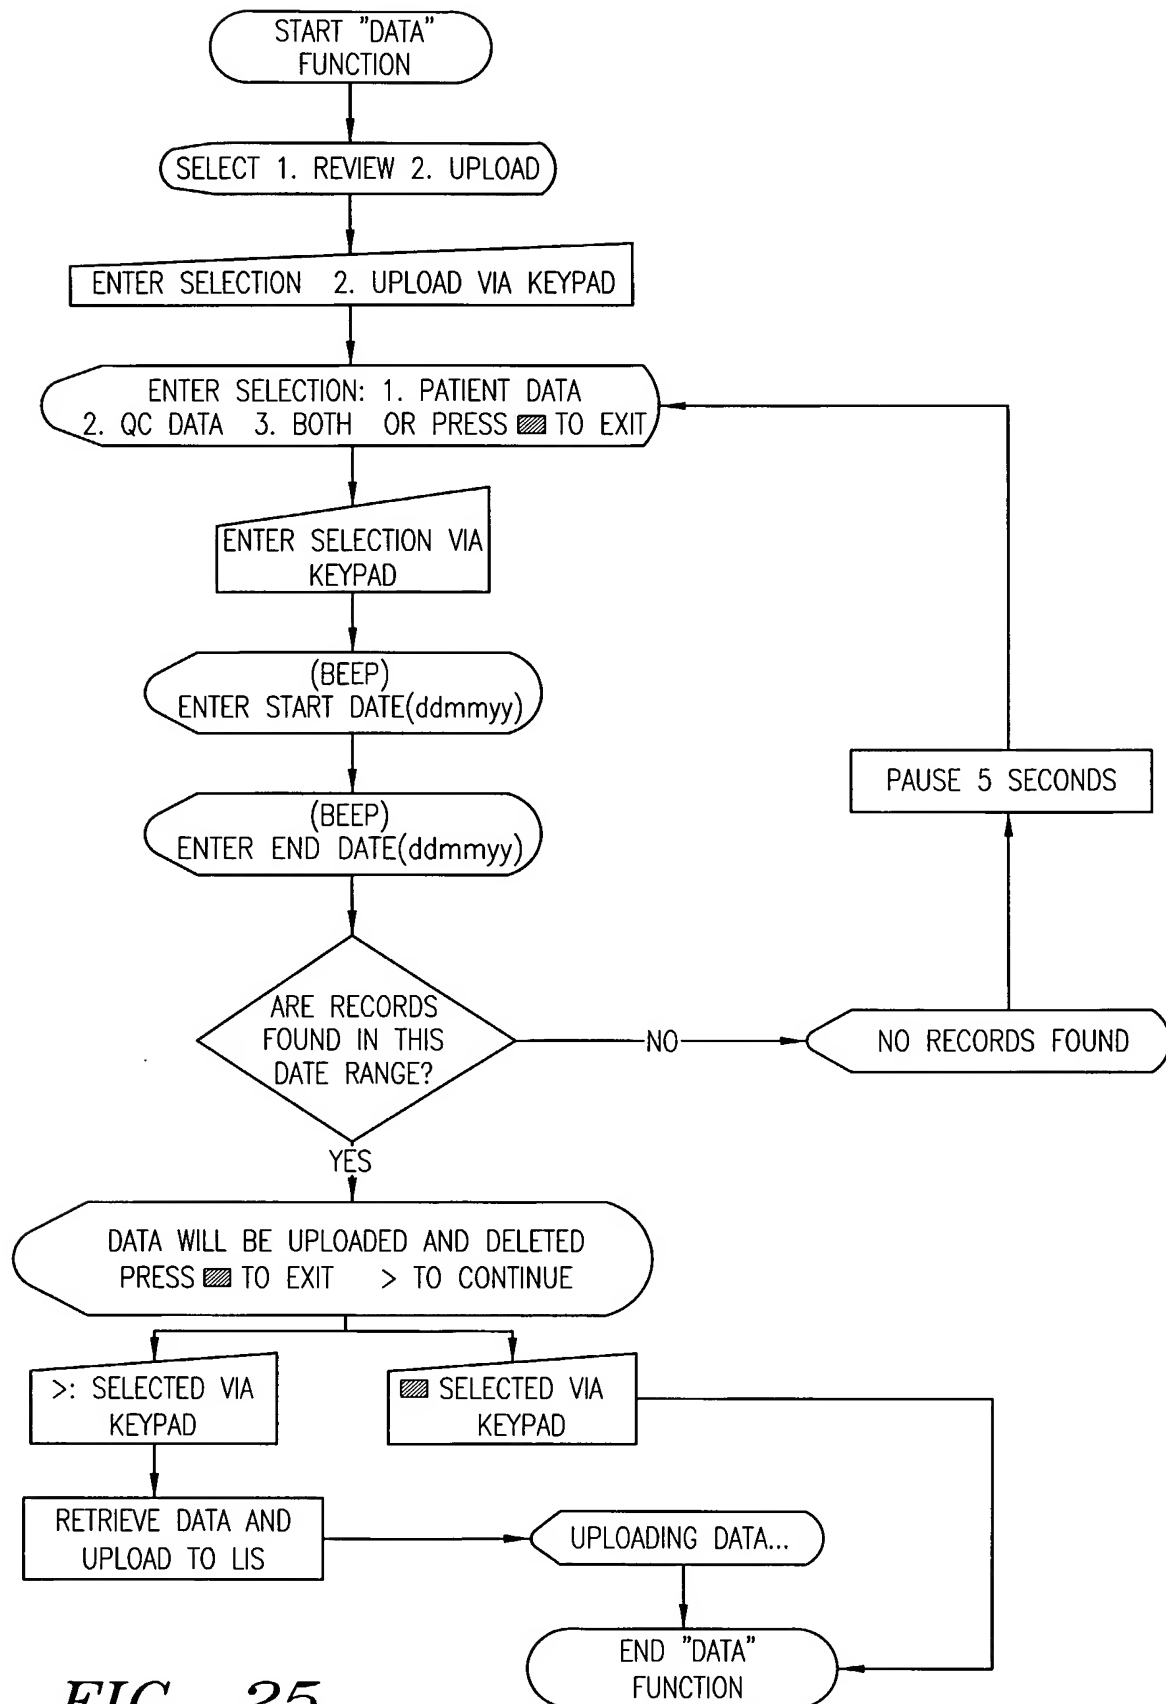 START "DATA"
FUNCTION
SELECT 1. REVIEW 2. UPLOAD
ENTER SELECTION 2. UPLOAD VIA KEYPAD
ENTER SELECTION: 1. PATIENT DATA
2. QC DATA 3. BOTH OR PRESS TO EXIT
ENTER SELECTION VIA
KEYPAD
(BEEP)
ENTER START DATE(ddmmyy)
(BEEP)
ENTER END DATE(ddmmyy)
PAUSE 5 SECONDS
ARE RECORDS
FOUND IN THIS
DATE RANGE?
NO
NO RECORDS FOUND
YES
DATA WILL BE UPLOADED AND DELETED
PRESS TO EXIT > TO CONTINUE
>: SELECTED VIA
KEYPAD
SELECTED VIA
KEYPAD
RETRIEVE DATA AND
UPLOAD TO LIS
UPLOADING DATA...
END "DATA"
FUNCTION
FIG. 25